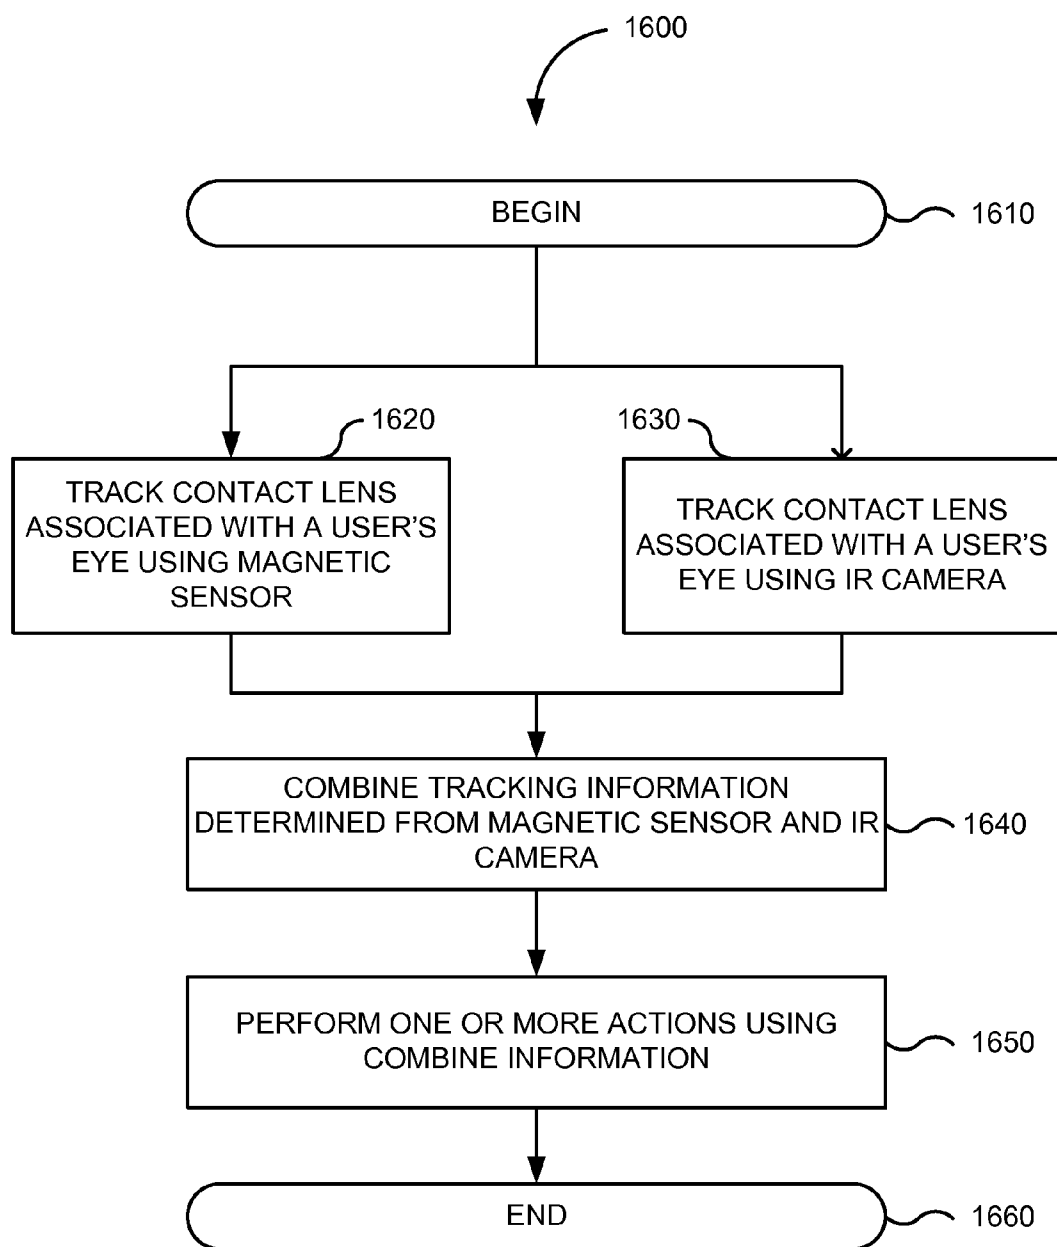 1600
BEGIN
1610
1620
1630
TRACK CONTACT LENS
ASSOCIATED WITH A USER'S
EYE USING MAGNETIC
SENSOR
TRACK CONTACT LENS
ASSOCIATED WITH A USER'S
EYE USING IR CAMERA
COMBINE TRACKING INFORMATION
DETERMINED FROM MAGNETIC SENSOR AND IR
CAMERA
1640
PERFORM ONE OR MORE ACTIONS USING
COMBINE INFORMATION
1650
END
1660